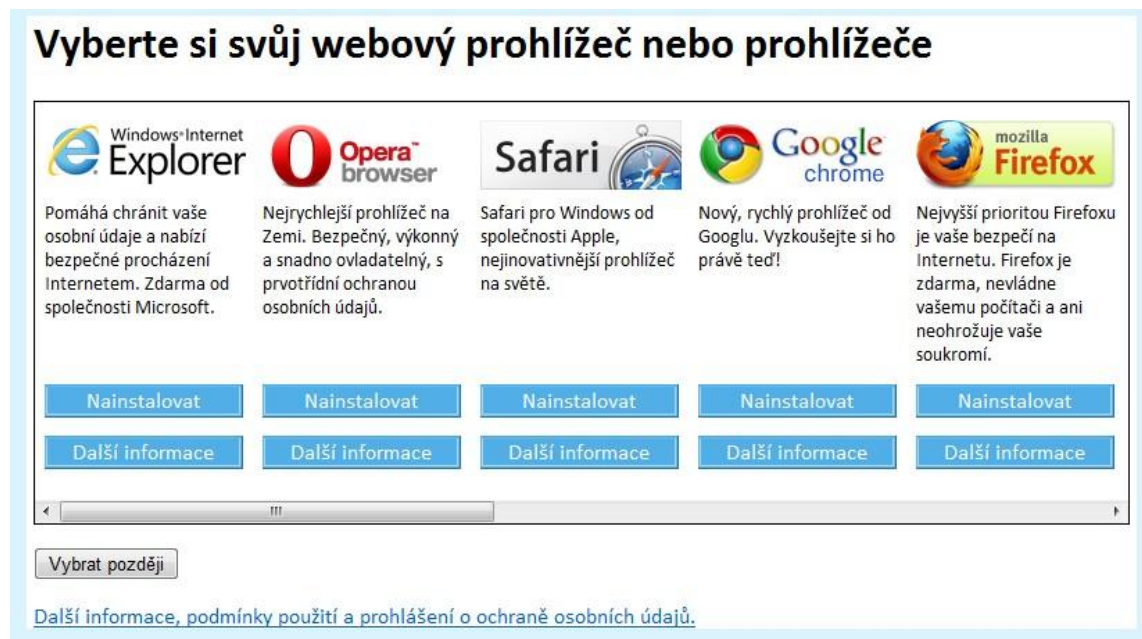 Vyberte si svůj webový prohlížeč nebo prohlížeče
Windows Internet
Explorer
Pomáhá chránit vaše
osobní údaje a nabízí
bezpečné procházení
Internetem. Zdarma od
společnosti Microsoft.
Nainstalovat
Další informace
Opera™
browser
Nejrychlejší prohlížeč na
Zemi. Bezpečný, výkonný
a snadno ovladatelný, s
prvotřídní ochranou
osobních údajů.
Nainstalovat
Další informace
Safari
Safari pro Windows od
společnosti Apple,
nejinovativnější prohlížeč
na světě.
Nainstalovat
Další informace
Google
chrome
Nový, rychlý prohlížeč od
Googlu. Vyzkoušejte si ho
právě teď!
Nainstalovat
Další informace
mozilla
Firefox
Nejvyšší prioritou Firefoxu
je vaše bezpečí na
Internetu. Firefox je
zdarma, nevládne
vašemu počítači a ani
neohrožuje vaše
soukromí.
Nainstalovat
Další informace
Vybrat později
Další informace, podmínky použití a prohlášení o ochraně osobních údajů.